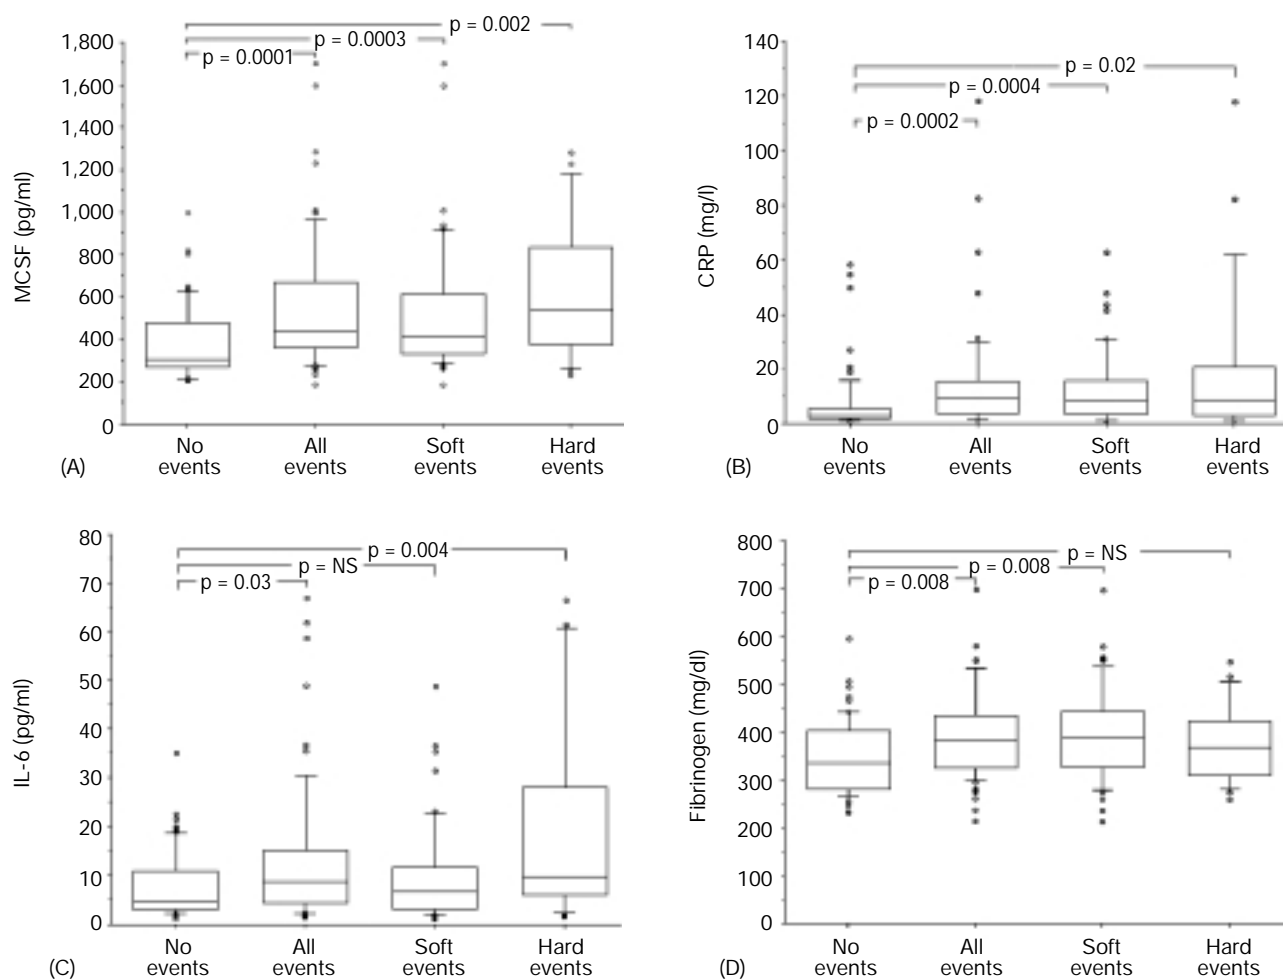 p = 0.002
p = 0.0003
p = 0.0001
1,800
1,600
1,400
1,200
1,000
800
600
400
200
0
MCSF (pg/ml)
No events
All events
Soft events
Hard events
(A)
p = 0.02
p = 0.0004
p = 0.0002
140
120
100
80
60
40
20
0
CRP (mg/l)
No events
All events
Soft events
Hard events
(B)
p = 0.004
p = NS
p = 0.03
80
70
60
50
40
30
20
10
0
IL-6 (pg/ml)
No events
All events
Soft events
Hard events
(C)
p = NS
p = 0.008
p = 0.008
800
700
600
500
400
300
200
100
0
Fibrinogen (mg/dl)
No events
All events
Soft events
Hard events
(D)